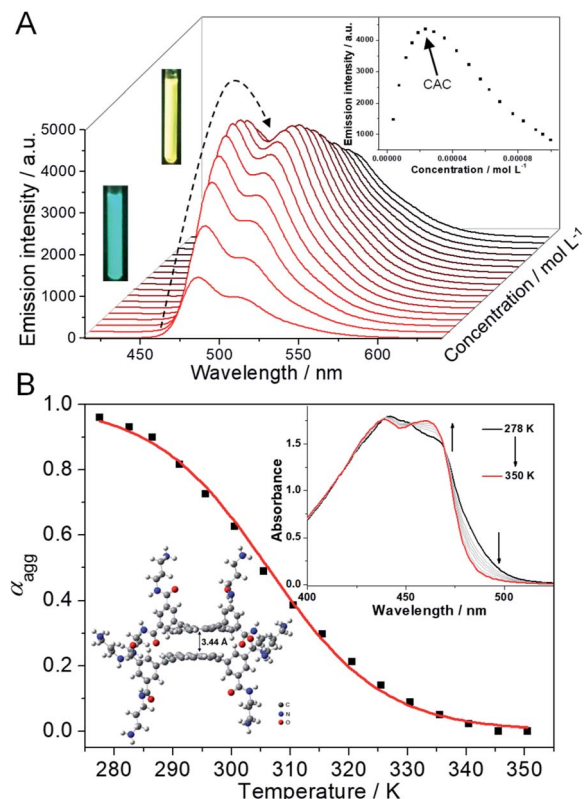 A
Emission intensity / a.u.
5000
4000
3000
2000
1000
0
450
500
550
600
Wavelength / nm
Concentration / mol L-1
Emission intensity / a.u.
4000
3000
2000
1000
CAC
0.00000
0.00004
0.00008
Concentration / mol L-1
B
αagg
1.0
0.8
0.6
0.4
0.2
0.0
280
290
300
310
320
330
340
350
Temperature / K
3.44 Å
C
N
O
Absorbance
1.5
1.0
0.5
0.0
400
450
500
Wavelength / nm
278 K
350 K